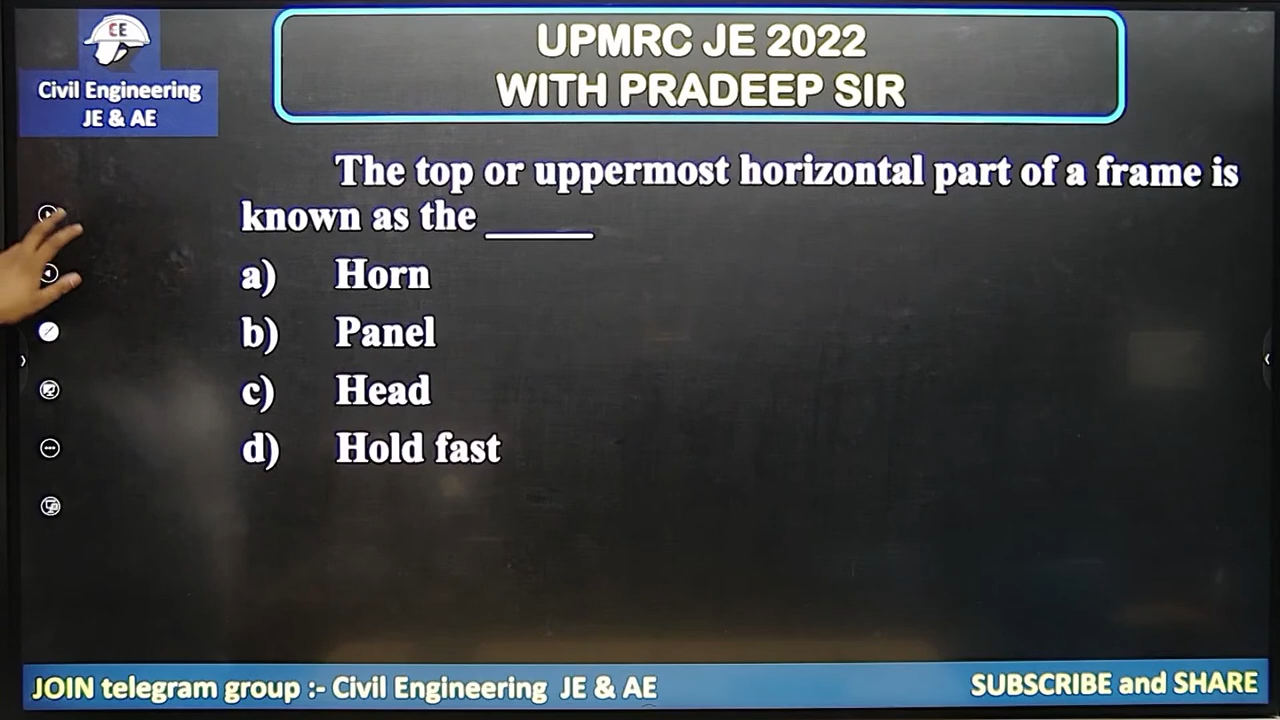 CE
Civil Engineering
JE & AE
UPMRC JE 2022
WITH PRADEEP SIR
The top or uppermost horizontal part of a frame is
known as the _____
a) Horn
b) Panel
c) Head
d) Hold fast
JOIN telegram group :- Civil Engineering JE & AE
SUBSCRIBE and SHARE